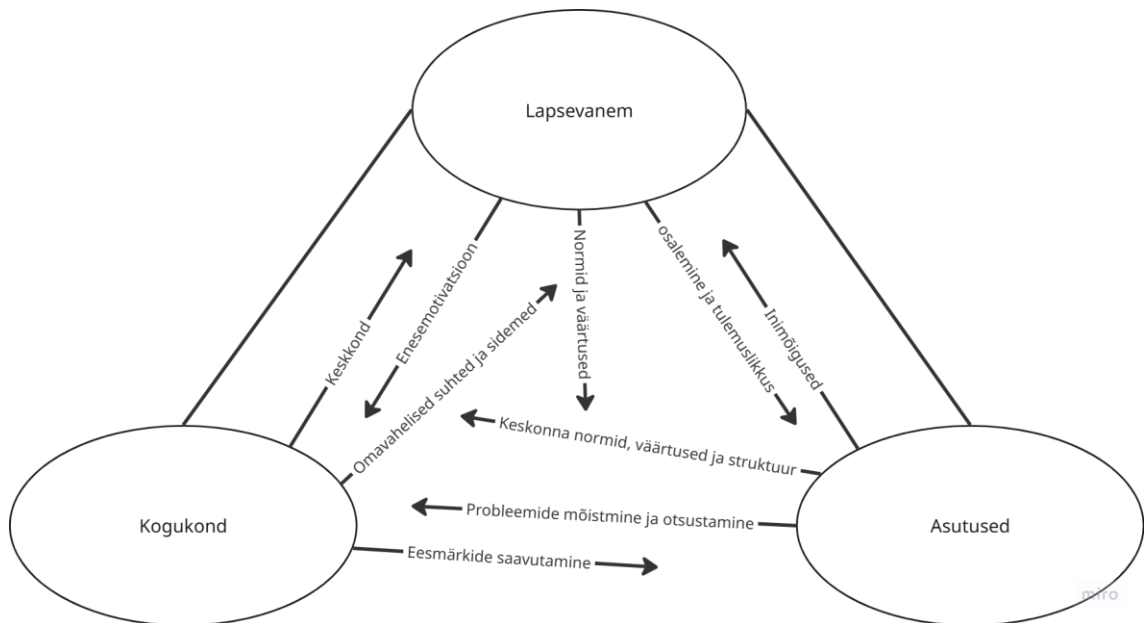 Lapsevanem
Normid ja väärtused
osalemine ja tulemuslikkus
Inimõigused
Enesemotivatsioon
Keskkond
Omavahelised suhted ja sidemed
Keskonna normid, väärtused ja struktuur
Probleemide mõistmine ja otsustamine
Eesmärkide saavutamine
Kogukond
Asutused
miro